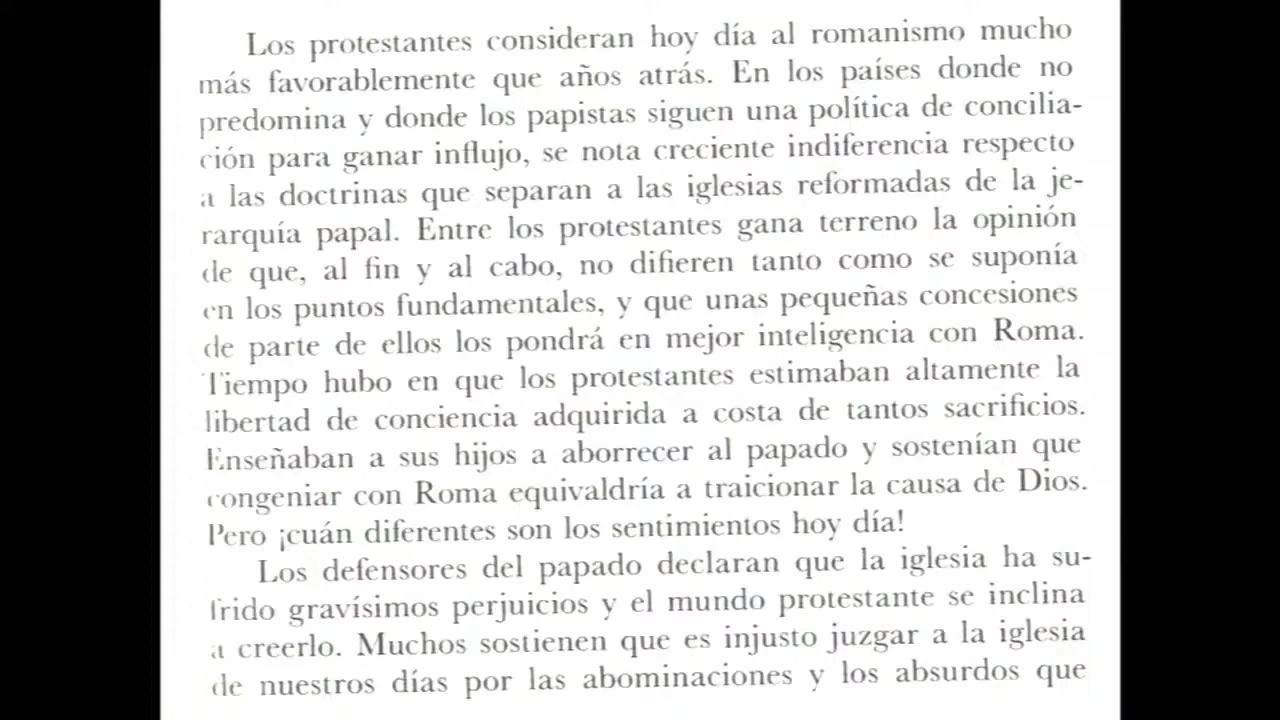 Los protestantes consideran hoy día al romanismo mucho
más favorablemente que años atrás. En los países donde no
predomina y donde los papistas siguen una política de concilia-
ción para ganar influjo, se nota creciente indiferencia respecto
a las doctrinas que separan a las iglesias reformadas de la je-
rarquía papal. Entre los protestantes gana terreno la opinión
de que, al fin y al cabo, no difieren tanto como se suponía
en los puntos fundamentales, y que unas pequeñas concesiones
de parte de ellos los pondrá en mejor inteligencia con Roma.
Tiempo hubo en que los protestantes estimaban altamente la
libertad de conciencia adquirida a costa de tantos sacrificios.
Enseñaban a sus hijos a aborrecer al papado y sostenían que
congeniar con Roma equivaldría a traicionar la causa de Dios.
Pero ¡cuán diferentes son los sentimientos hoy día!
Los defensores del papado declaran que la iglesia ha su-
frido gravísimos perjuicios y el mundo protestante se inclina
a creerlo. Muchos sostienen que es injusto juzgar a la iglesia
de nuestros días por las abominaciones y los absurdos que